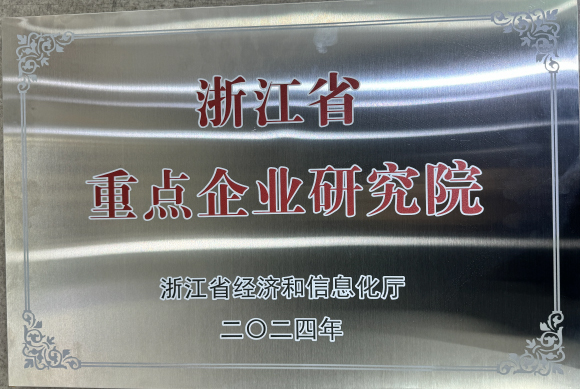 浙江省
重点企业研究院
浙江省经济和信息化厅
二〇二四年